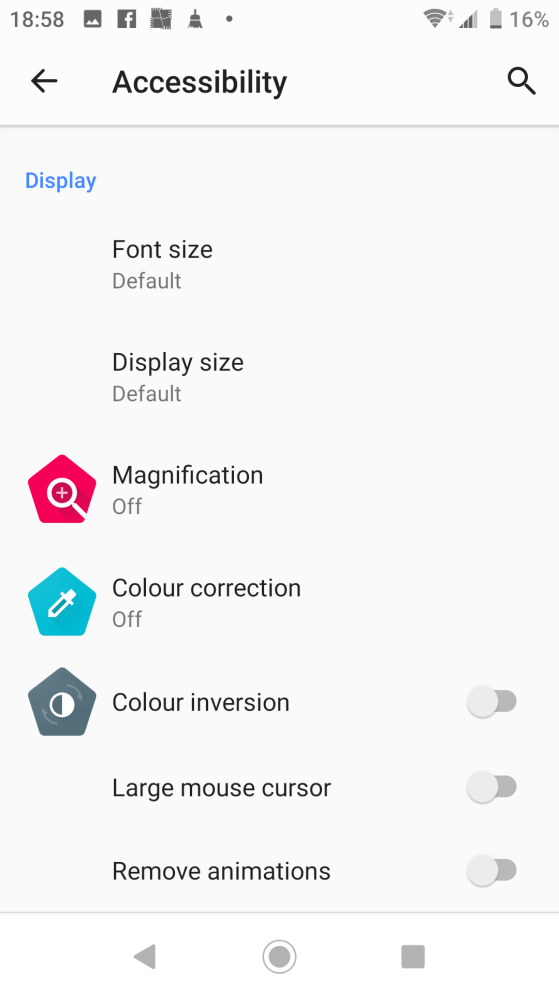 18:58 16%
Accessibility
Display
Font size
Default
Display size
Default
Magnification
Off
Colour correction
Off
Colour inversion
Large mouse cursor
Remove animations